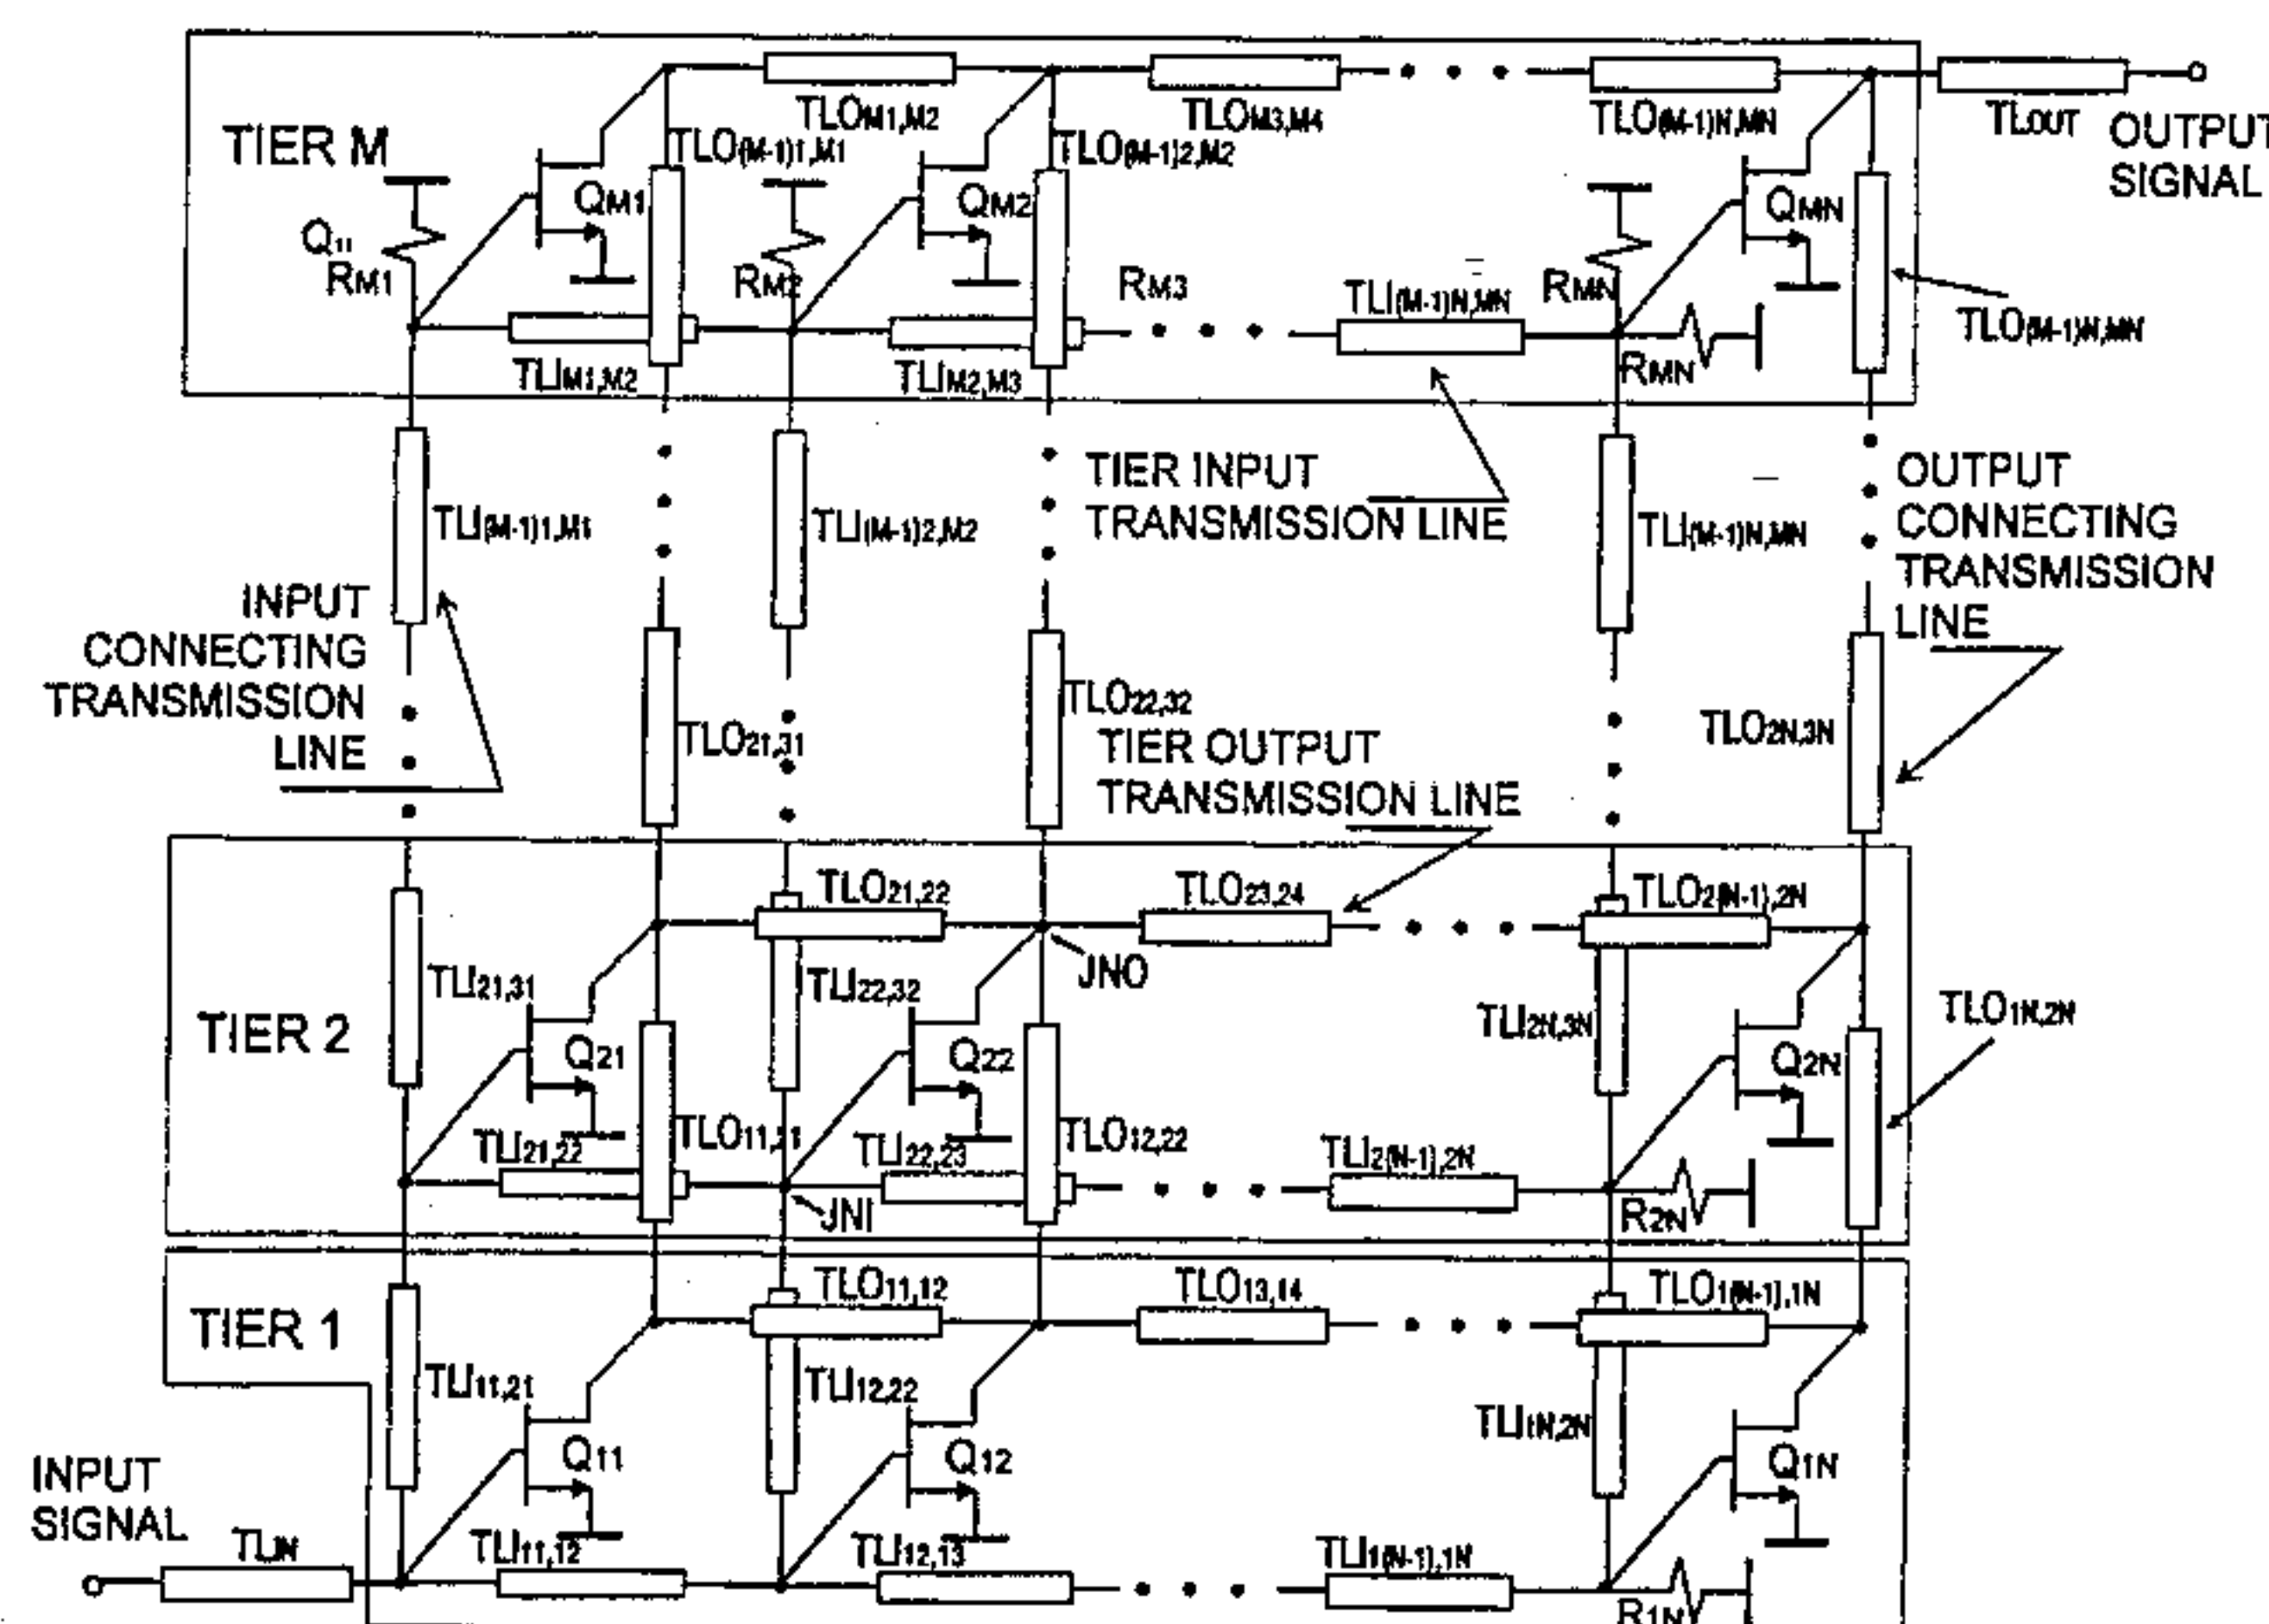 TLOM1,M2
TLOM3,M4
TLO(M-1)N,MN
TLOUT
OUTPUT
SIGNAL
TIER M
TLO(M-1)1,M1
TLO(M-1)2,M2
QM1
QM2
QMN
Q11
RM1
RM2
RM3
TLI(M-1)N,MN
RMN
TLO(M-1)N,MN
TLIM1,M2
TLIM2,M3
RMN
TLI(M-1)1,M1
TLI(M-1)2,M2
TIER INPUT
TRANSMISSION LINE
TLI(M-1)N,MN
OUTPUT
CONNECTING
TRANSMISSION
LINE
INPUT
CONNECTING
TRANSMISSION
LINE
TLO21,31
TLO22,32
TIER OUTPUT
TRANSMISSION LINE
TLO2N,3N
TLO21,22
TLO23,24
TLO2(N-1),2N
JNO
TLI21,31
TLI22,32
TLI2N,3N
TLO1N,2N
TIER 2
Q21
Q22
Q2N
TLI21,22
TLO11,21
TLI22,23
TLO12,22
TLI2(N-1),2N
JNI
R2N
TLO11,12
TLO13,14
TLO1(N-1),1N
TIER 1
TLI11,21
TLI12,22
TLI1N,2N
Q11
Q12
Q1N
INPUT
SIGNAL
TLIN
TLI11,12
TLI12,13
TLI1(N-1),1N
R1N